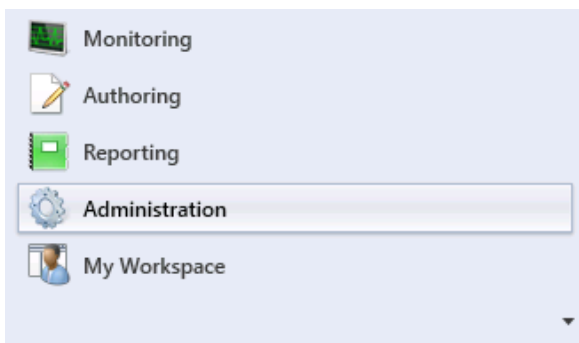 Monitoring
Authoring
Reporting
Administration
My Workspace